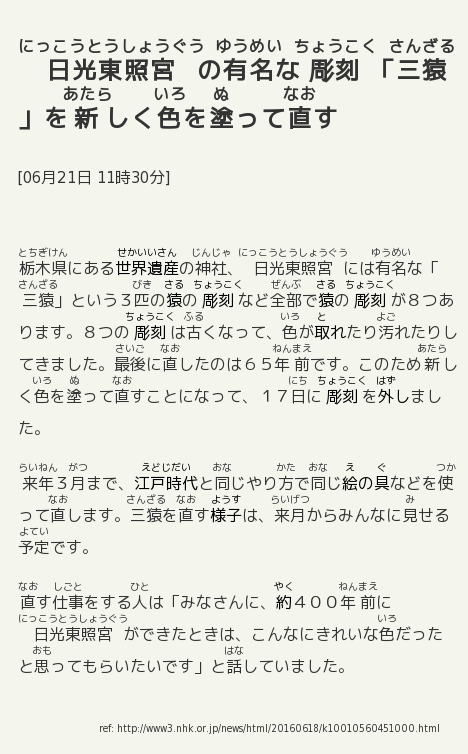 にっこうとうしょうぐう ゆうめい ちょうこく さんざる
日光東照宮 の有名な 彫刻 「三猿
あたら いろ ぬ なお
」を 新 しく色を塗って直す
[06月21日 11時30分]
とちぎけん せかいいさん じんじゃ にっこうとうしょうぐう ゆうめい
栃木県にある世界遺産の神社、 日光東照宮 には有名な「
さんざる びき さる ちょうこく ぜんぶ さる ちょうこく
三猿」という３匹の猿の 彫刻 など全部で猿の 彫刻 が８つあ
ちょうこく ふる いろ と よご
ります。８つの 彫刻 は古くなって、色が取れたり汚れたりし
さいご なお ねんまえ あたら
てきました。最後に直したのは６５年 前です。このため 新 し
いろ ぬ なお にち ちょうこく はず
く色を塗って直すことになって、１７日に 彫刻 を外しまし
た。
らいねん がつ えどじだい おな かた おな え ぐ つか
来年 ３月まで、江戸時代と同じやり方で同じ絵の具などを使
なお さんざる なお ようす らいげつ み
って直します。三猿を直す様子は、来月からみんなに見せる
よてい
予定です。
なお しごと ひと やく ねんまえ
直す仕事をする人は「みなさんに、約４００年 前に
にっこうとうしょうぐう いろ
日光東照宮 ができたときは、こんなにきれいな色だった
おも はな
と思ってもらいたいです」と話していました。
ref: http://www3.nhk.or.jp/news/html/20160618/k10010560451000.html